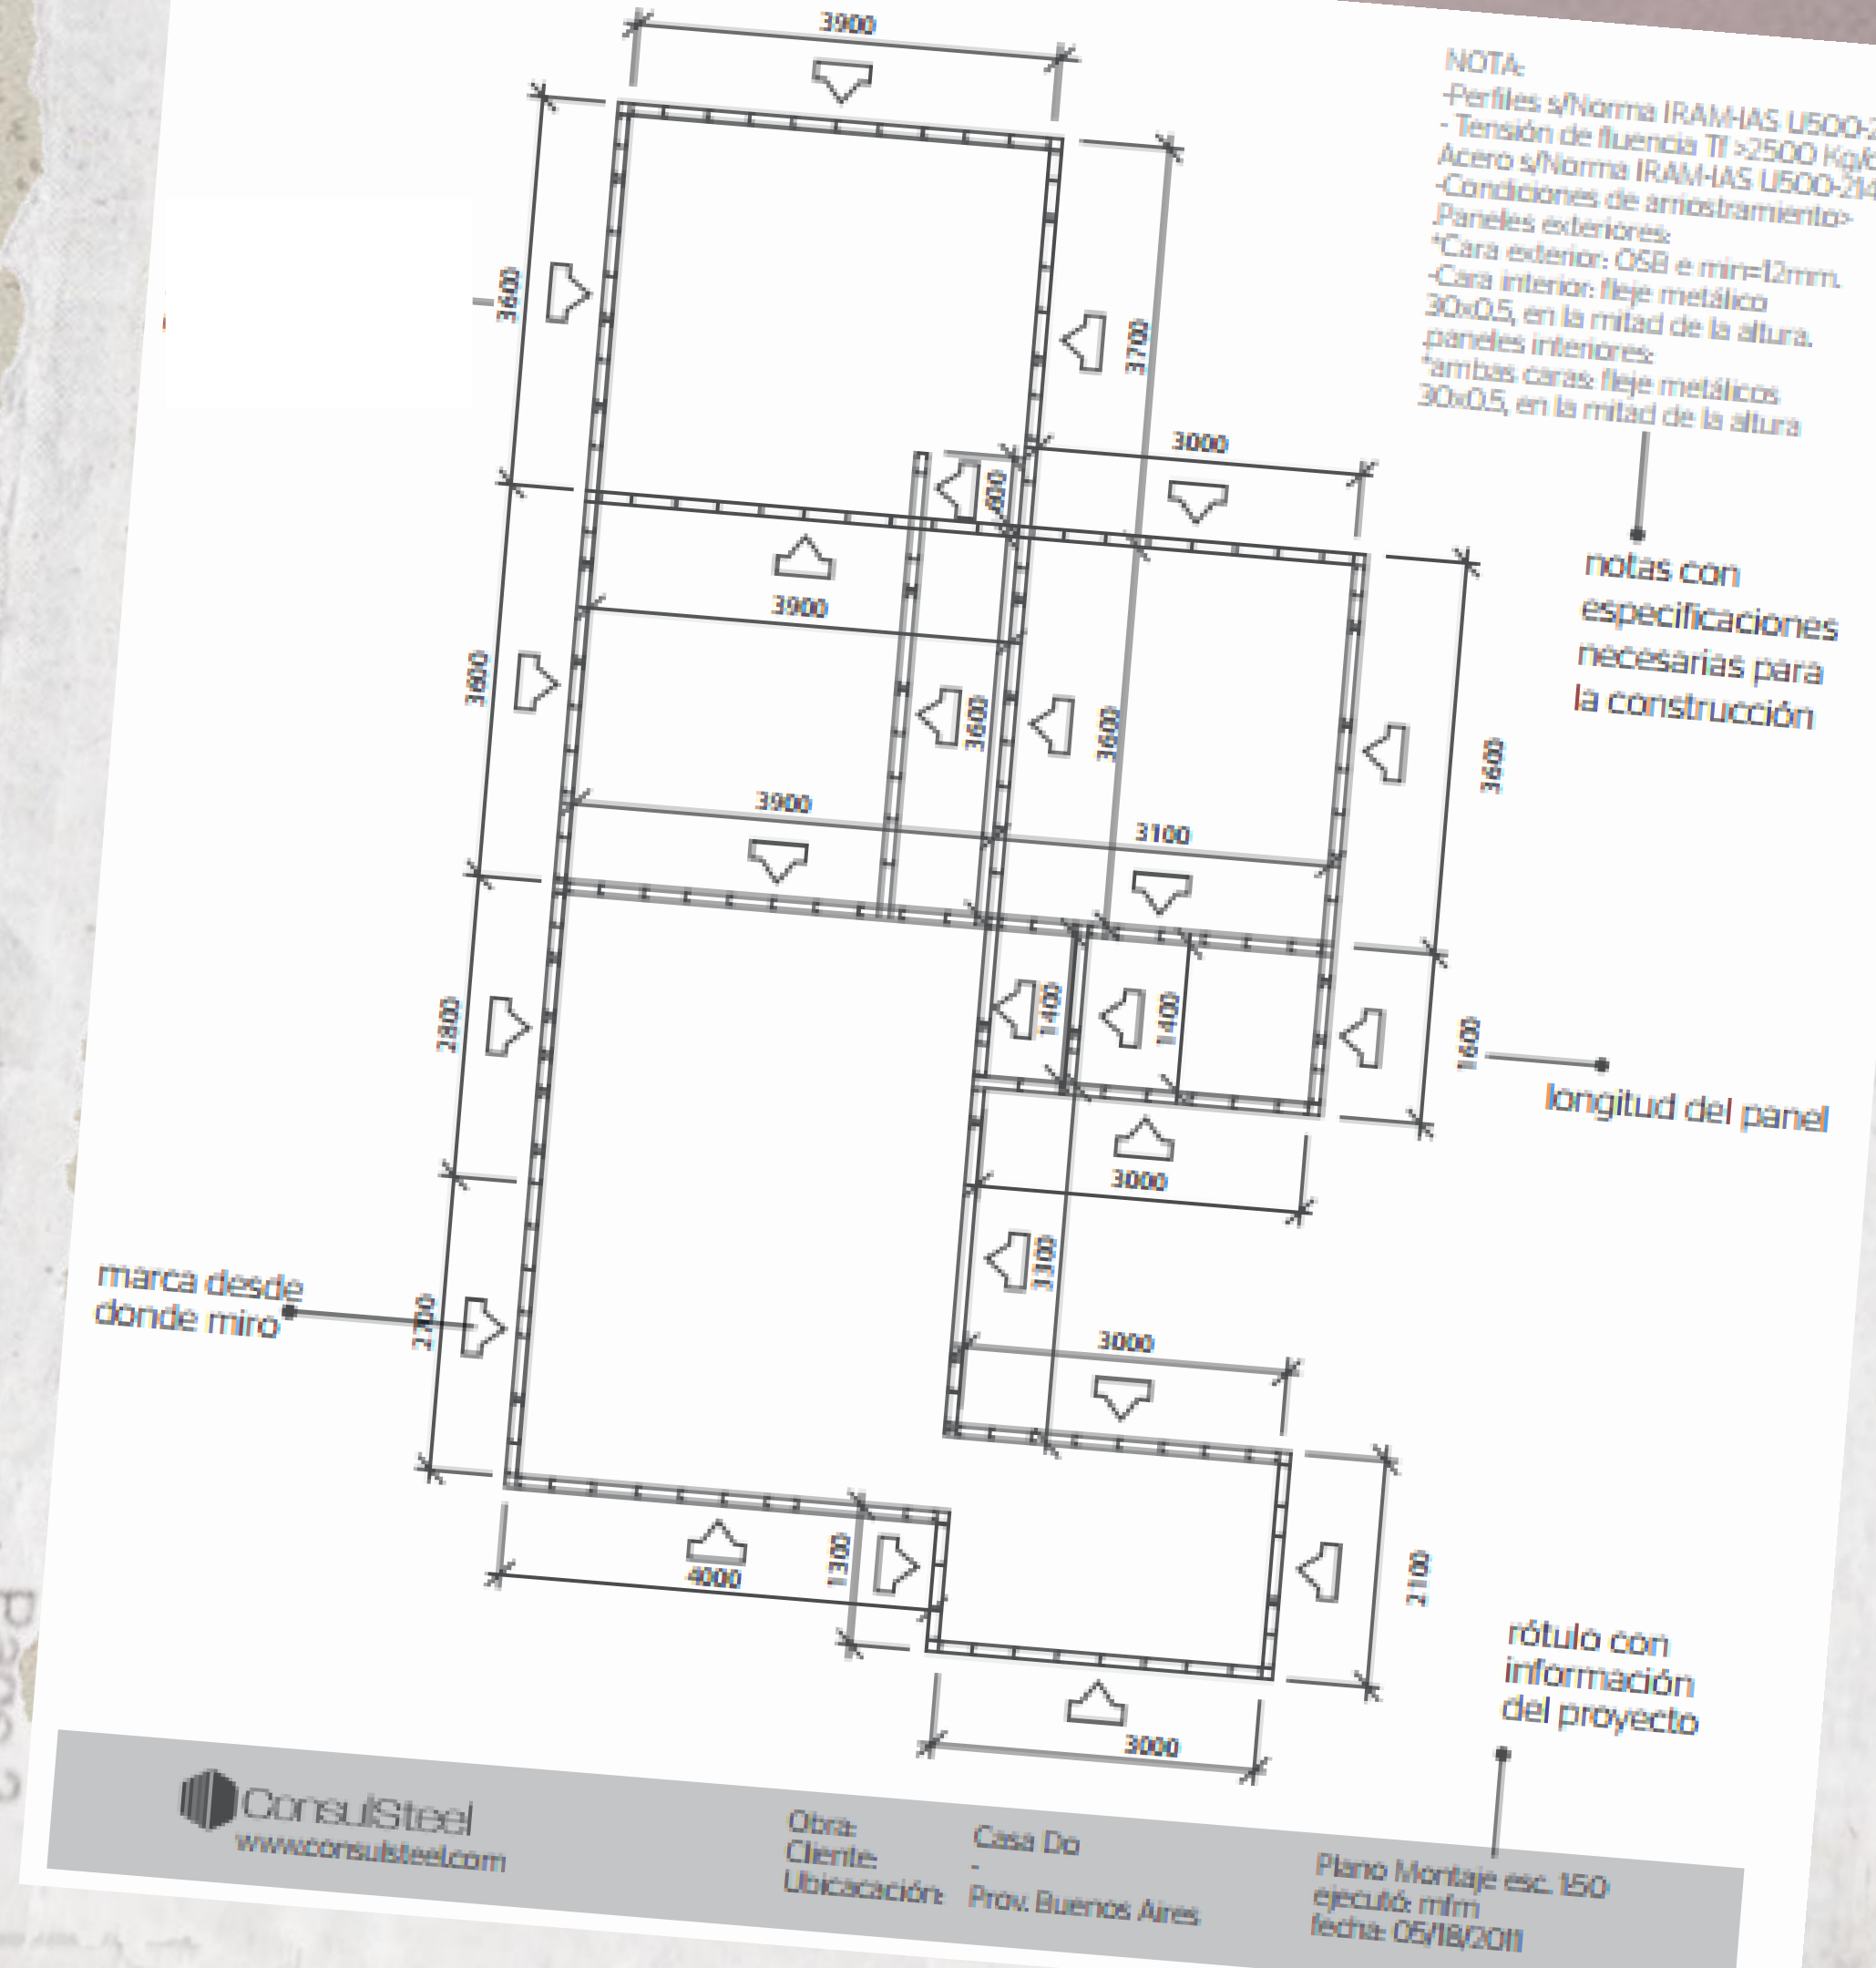 3900
NOTA:
-Perfiles s/Norma IRAM-IAS U500-2
- Tensión de fluencia Tf >2500 Kg/c
Acero s/Norma IRAM-IAS U500-214
-Condiciones de arriostramiento>
.Paneles exteriores:
*Cara exterior: OSB e min=12mm.
-Cara interior: fleje metálico
30x0.5, en la mitad de la altura.
.paneles interiores:
*ambas caras: fleje metálicos
30x0.5, en la mitad de la altura
3600
3700
3000
600
notas con
especificaciones
necesarias para
la construcción
3900
3600
3600
3600
3600
3900
3100
2800
1400
1400
1600
longitud del panel
3000
marca desde
donde miro
2700
3000
4000
1300
2100
rótulo con
información
del proyecto
3000
ConsulSteel
www.consulsteel.com
Obra: Casa Do
Cliente: -
Ubicacación: Prov. Buenos Aires
Plano Montaje esc. 1:50
ejecutó: mfm
fecha: 05/18/2011